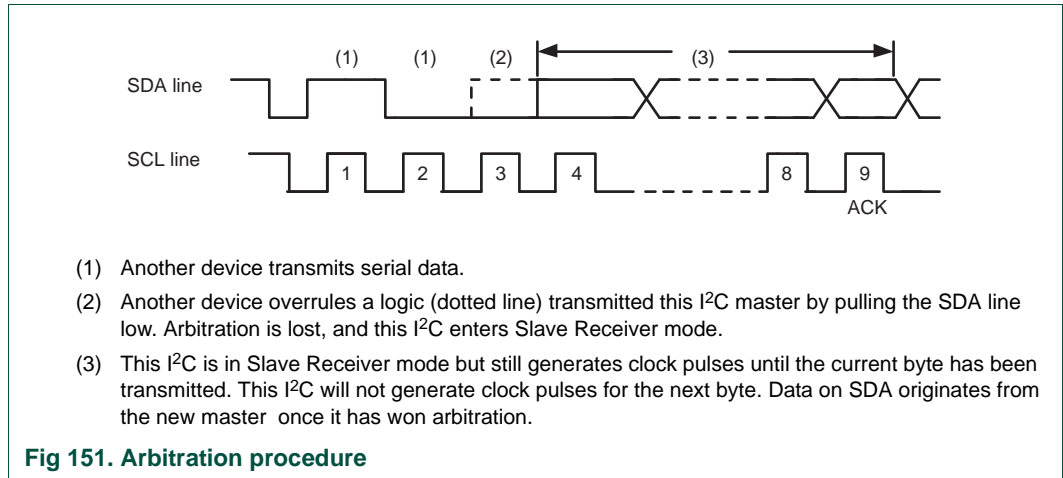 (1) (1) (2) (3)
SDA line
SCL line
1 2 3 4 8 9
ACK
(1) Another device transmits serial data.
(2) Another device overrules a logic (dotted line) transmitted this I2C master by pulling the SDA line
low. Arbitration is lost, and this I2C enters Slave Receiver mode.
(3) This I2C is in Slave Receiver mode but still generates clock pulses until the current byte has been
transmitted. This I2C will not generate clock pulses for the next byte. Data on SDA originates from
the new master once it has won arbitration.
Fig 151. Arbitration procedure